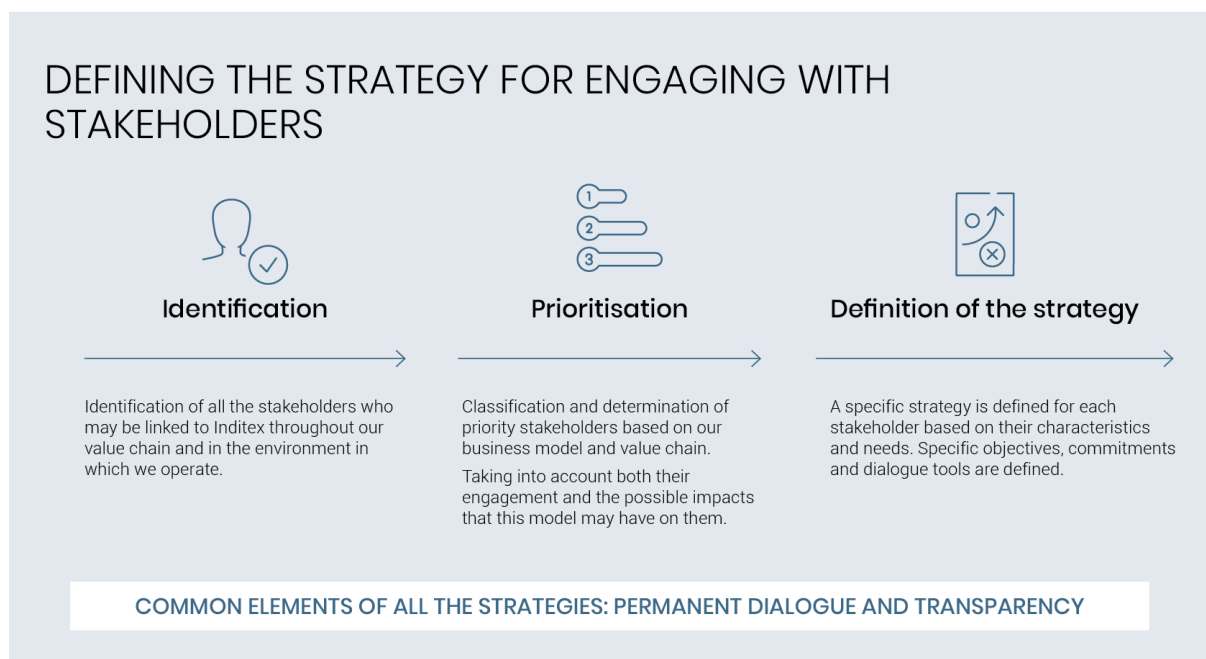 DEFINING THE STRATEGY FOR ENGAGING WITH
STAKEHOLDERS
1
2
3
Identification
Prioritisation
Definition of the strategy
Identification of all the stakeholders who
may be linked to Inditex throughout our
value chain and in the environment in
which we operate.
Classification and determination of
priority stakeholders based on our
business model and value chain.
Taking into account both their
engagement and the possible impacts
that this model may have on them.
A specific strategy is defined for each
stakeholder based on their characteristics
and needs. Specific objectives, commitments
and dialogue tools are defined.
COMMON ELEMENTS OF ALL THE STRATEGIES: PERMANENT DIALOGUE AND TRANSPARENCY